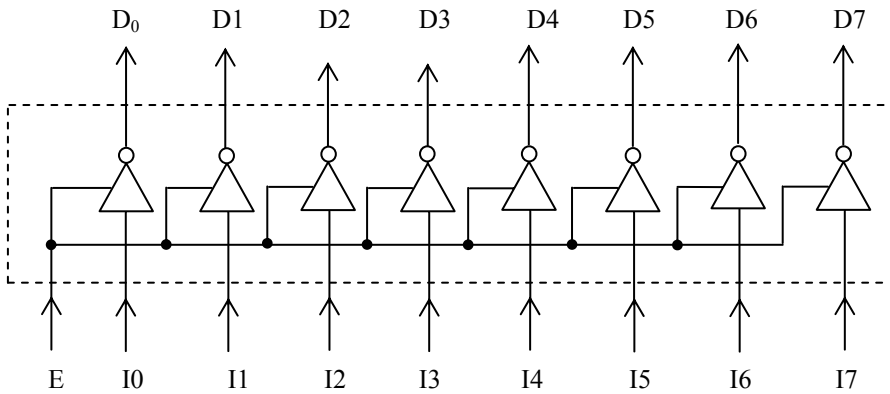 D₀ D1 D2 D3 D4 D5 D6 D7
E I0 I1 I2 I3 I4 I5 I6 I7